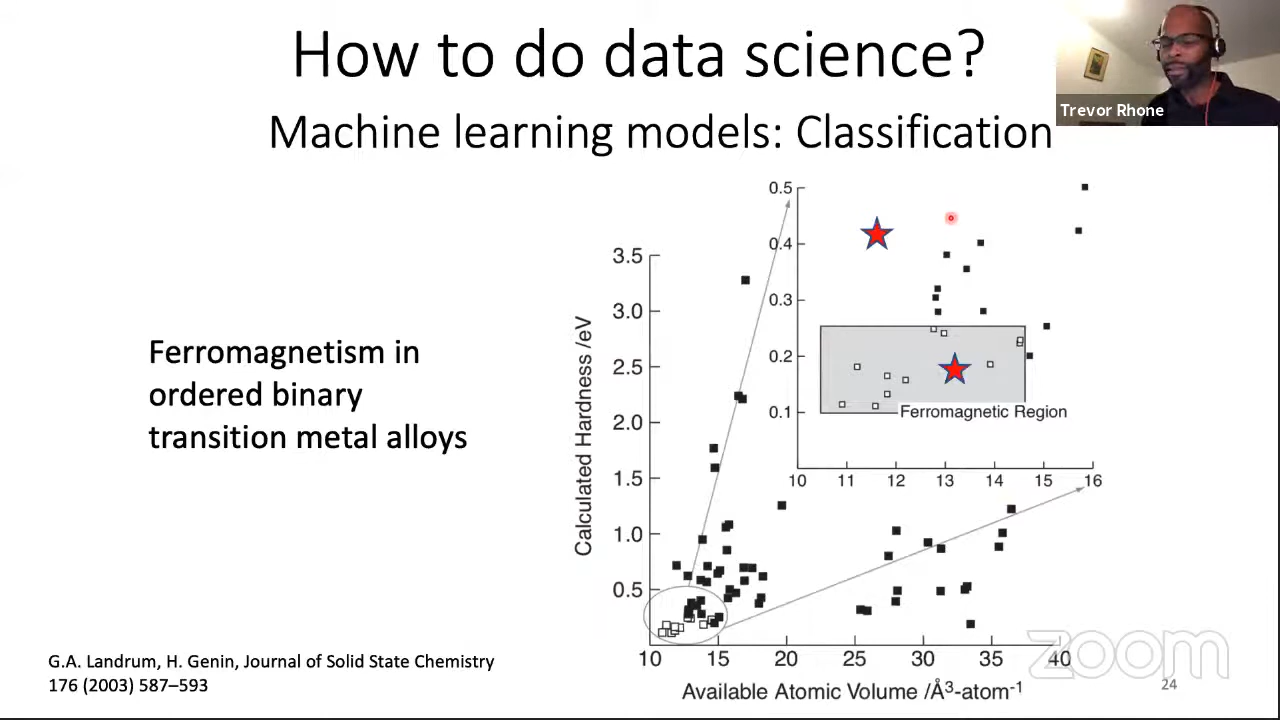 How to do data science?
Machine learning models: Classification
Trevor Rhone
Ferromagnetism in
ordered binary
transition metal alloys
Calculated Hardness /eV
3.5
3.0
2.5
2.0
1.5
1.0
0.5
10
15
20
25
30
35
40
Available Atomic Volume /Å³-atom⁻¹
0.5
0.4
0.3
0.2
0.1
Ferromagnetic Region
10
11
12
13
14
15
16
G.A. Landrum, H. Genin, Journal of Solid State Chemistry
176 (2003) 587–593
zoom
24